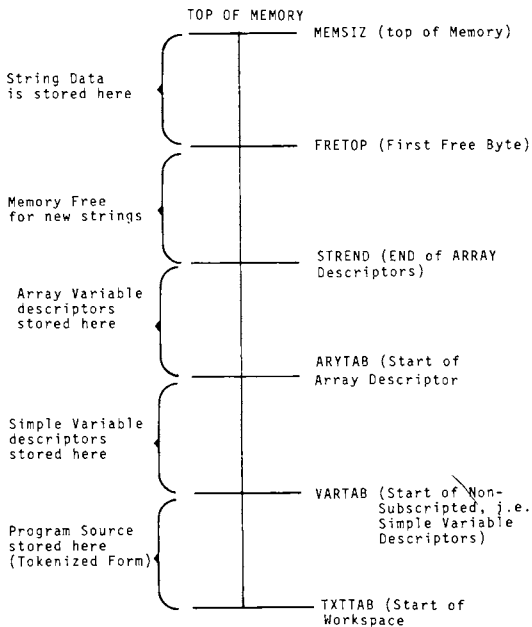 TOP OF MEMORY
MEMSIZ (top of Memory)
String Data
is stored here
FRETOP (First Free Byte)
Memory Free
for new strings
STREND (END of ARRAY
Descriptors)
Array Variable
descriptors
stored here
ARYTAB (Start of
Array Descriptor
Simple Variable
descriptors
stored here
VARTAB (Start of Non-
Subscripted, i.e.
Simple Variable
Descriptors)
Program Source
stored here
(Tokenized Form)
TXTTAB (Start of
Workspace